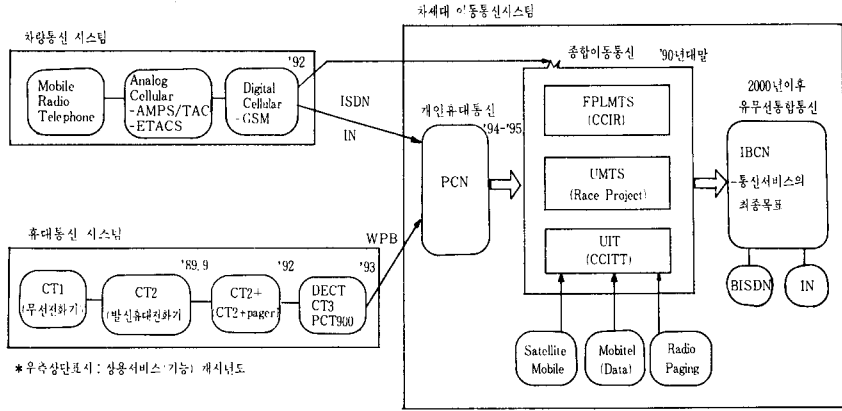 차세대 이동통신시스팀
차량통신 시스팀
'92
Mobile
Radio
Telephone
Analog
Cellular
-AMPS/TAC
-ETACS
Digital
Cellular
-GSM
ISDN
IN
휴대통신 시스팀
CT1
(무선전화기)
'89.9
CT2
(발신휴대전화기)
'92
CT2+
(CT2+pager)
'93
DECT
CT3
PCT900
WPB
개인휴대통신
'94-'95
PCN
종합이동통신
'90년대말
FPLMTS
(CCIR)
UMTS
(Race Project)
UIT
(CCITT)
Satellite
Mobile
Mobitel
(Data)
Radio
Paging
2000년이후
유무선통합통신
IBCN
-통신서비스의
최종목표
BISDN
IN
*우측상단표시 : 상용서비스(기능) 개시년도